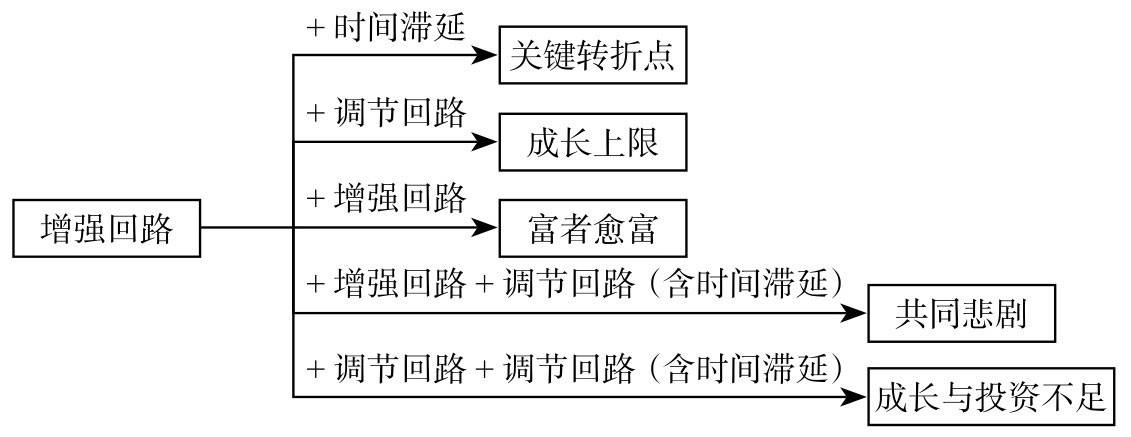 + 时间滞延
关键转折点
+ 调节回路
成长上限
+ 增强回路
增强回路
富者愈富
+ 增强回路 + 调节回路（含时间滞延）
共同悲剧
+ 调节回路 + 调节回路（含时间滞延）
成长与投资不足